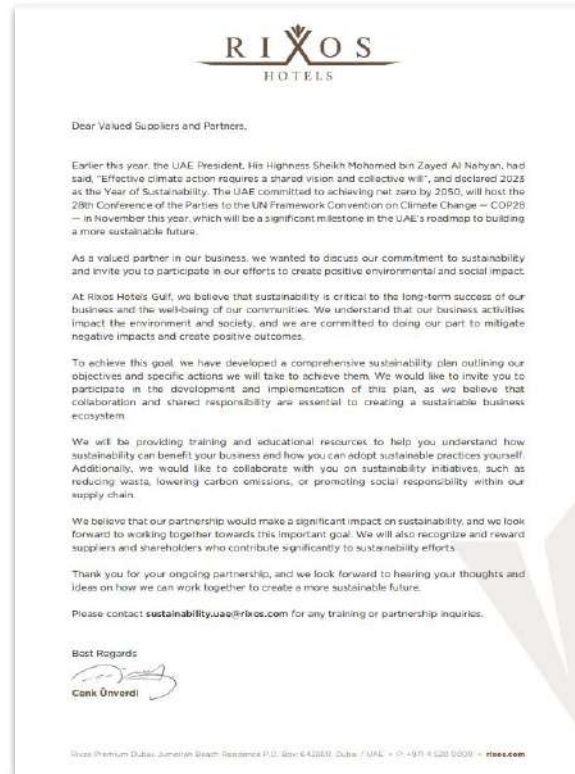 RIXOS
HOTELS
Dear Valued Suppliers and Partners,
Earlier this year, the UAE President, His Highness Sheikh Mohamed bin Zayed Al Nahyan, had
said, "Effective climate action requires a shared vision and collective will", and declared 2023
as the Year of Sustainability. The UAE committed to achieving net zero by 2050, will host the
28th Conference of the Parties to the UN Framework Convention on Climate Change — COP28
— in November this year, which will be a significant milestone in the UAE's roadmap to building
a more sustainable future.
As a valued partner in our business, we wanted to discuss our commitment to sustainability
and invite you to participate in our efforts to create positive environmental and social impact.
At Rixos Hotels Gulf, we believe that sustainability is critical to the long-term success of our
business and the well-being of our communities. We understand that our business activities
impact the environment and society, and we are committed to doing our part to mitigate
negative impacts and create positive outcomes.
To achieve this goal, we have developed a comprehensive sustainability plan outlining our
objectives and specific actions we will take to achieve them. We would like to invite you to
participate in the development and implementation of this plan, as we believe that
collaboration and shared responsibility are essential to creating a sustainable business
ecosystem.
We will be providing training and educational resources to help you understand how
sustainability can benefit your business and how you can adopt sustainable practices yourself.
Additionally, we would like to collaborate with you on sustainability initiatives, such as
reducing waste, lowering carbon emissions, or promoting social responsibility within our
supply chain.
We believe that our partnership would make a significant impact on sustainability, and we look
forward to working together towards this important goal. We will also recognize and reward
suppliers and shareholders who contribute significantly to sustainability efforts.
Thank you for your ongoing partnership, and we look forward to hearing your thoughts and
ideas on how we can work together to create a more sustainable future.
Please contact sustainability.uae@rixos.com for any training or partnership inquiries.
Best Regards
Cenk Ünverdi
Rixos Premium Dubai, Jumeirah Beach Residence P.O. Box: Dubai / UAE • P: +971 4 520 0000 • rixos.com